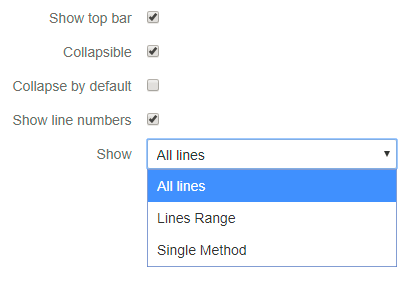 Show top bar
Collapsible
Collapse by default
Show line numbers
Show All lines
All lines
Lines Range
Single Method